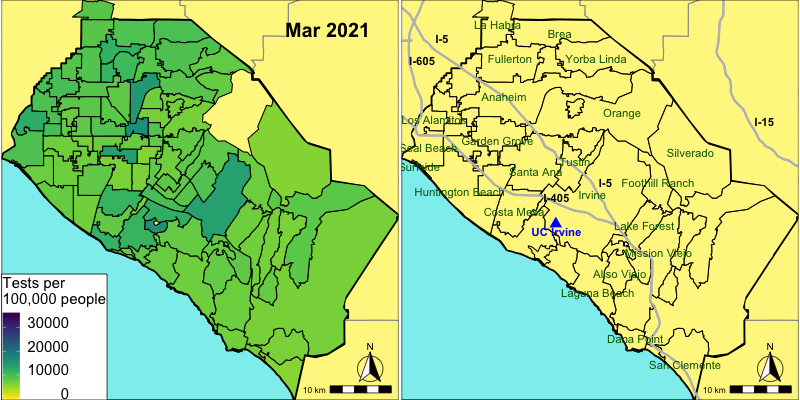 Mar 2021
Tests per
100,000 people
30000
20000
10000
0
N
10 km
La Habra
Brea
I-5
I-605
Fullerton
Yorba Linda
Anaheim
Orange
Los Alamitos
I-15
Garden Grove
Seal Beach
Silverado
Sunside
Tustin
Santa Ana
I-5
Foothill Ranch
Huntington Beach
Irvine
I-405
Costa Mesa
UC Irvine
Lake Forest
Mission Viejo
Aliso Viejo
Laguna Beach
Dana Point
San Clemente
N
10 km